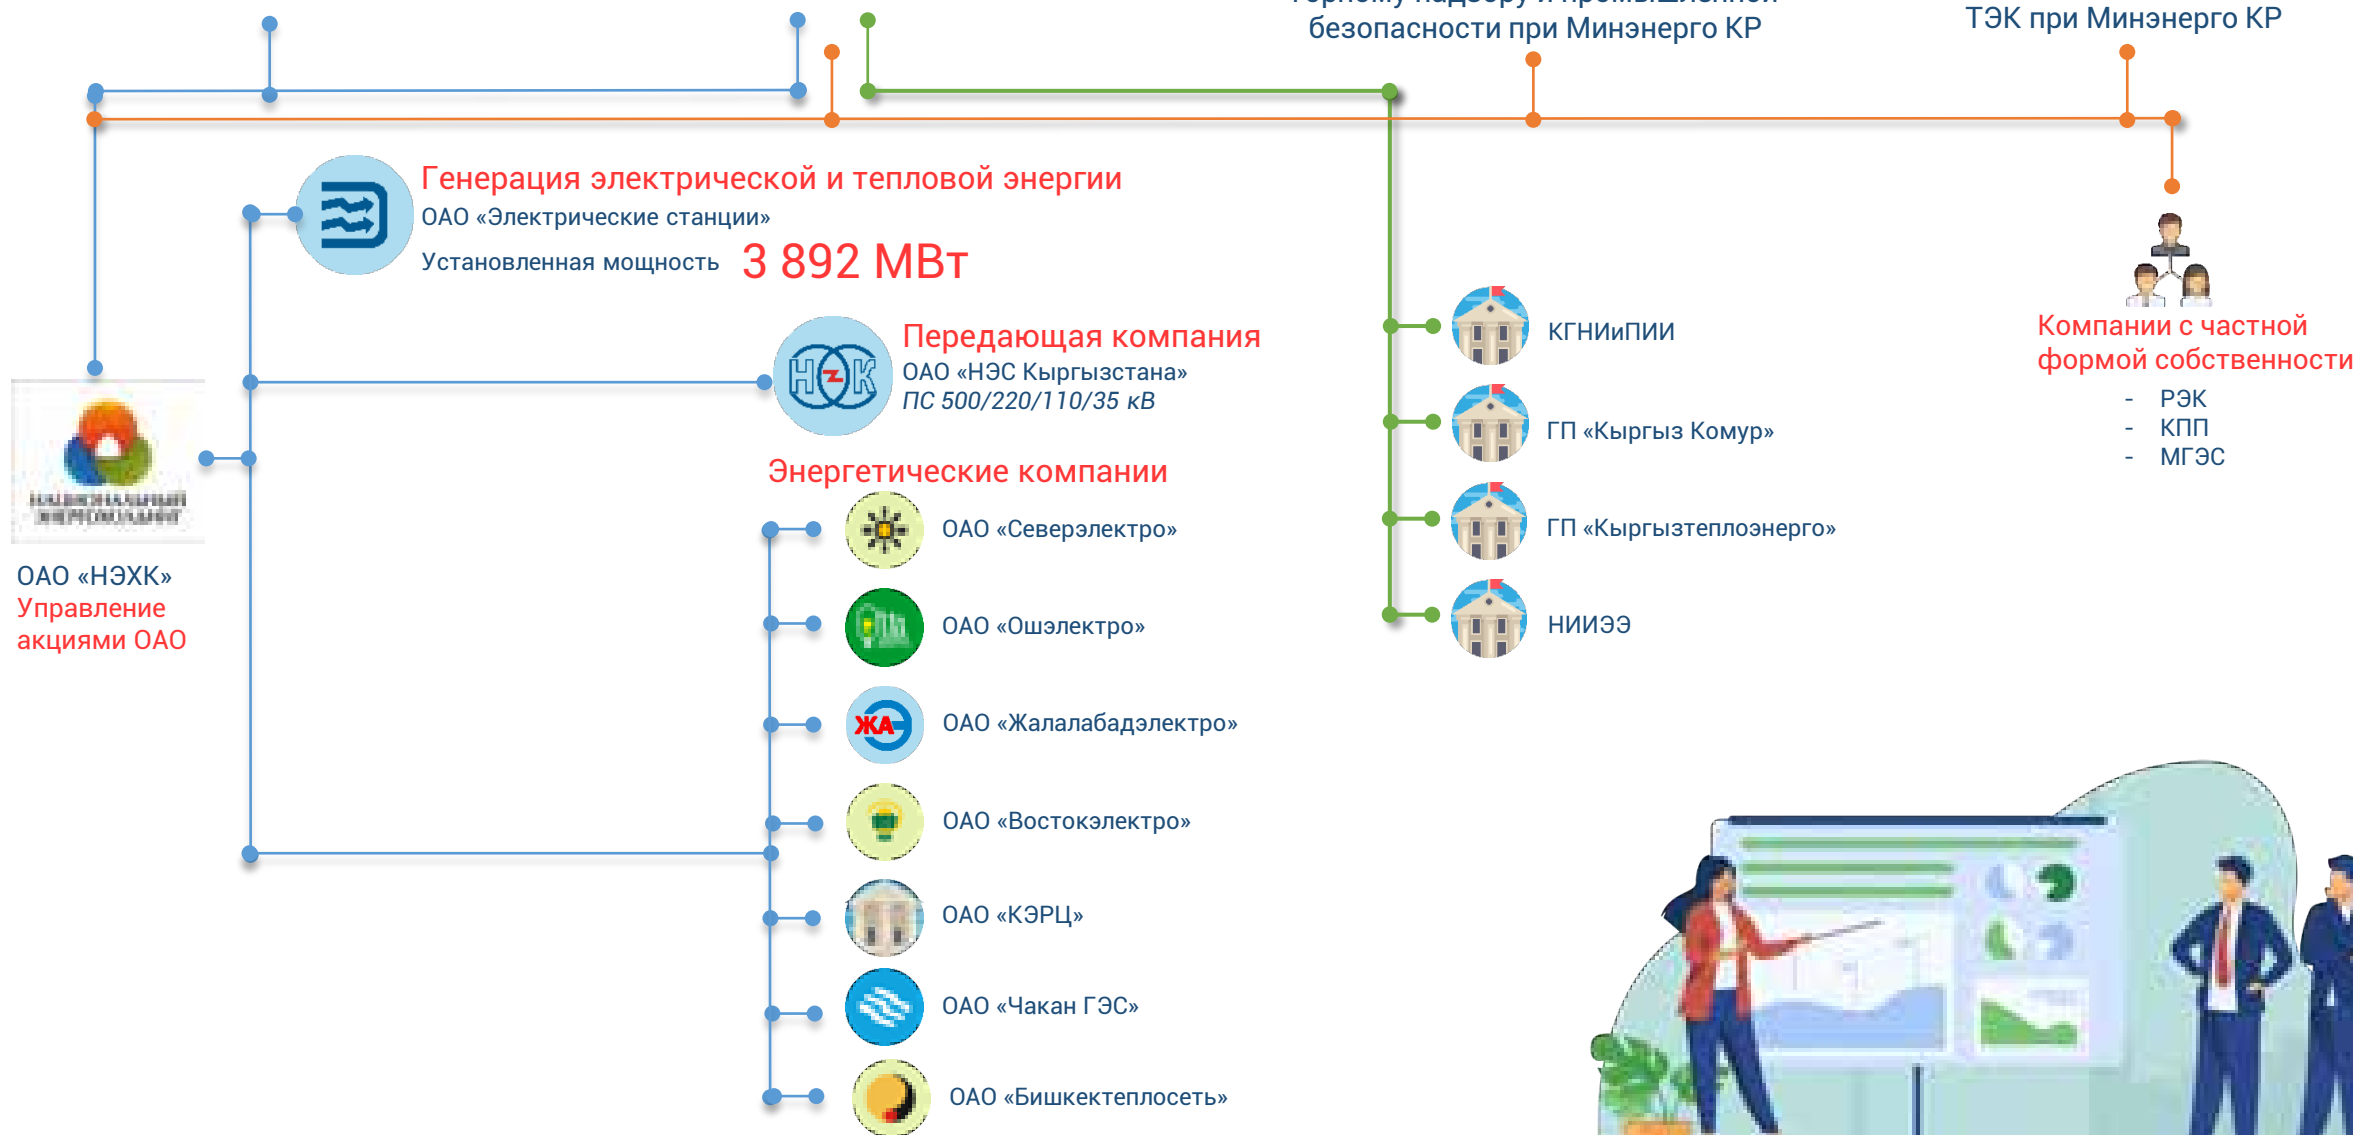 безопасности при Минэнерго КР
ТЭК при Минэнерго КР
Генерация электрической и тепловой энергии
ОАО «Электрические станции»
Установленная мощность 3 892 МВт
Передающая компания
ОАО «НЭС Кыргызстана»
ПС 500/220/110/35 кВ
НАЦИОНАЛЬНЫЙ
ЭНЕРГОХОЛДИНГ
ОАО «НЭХК»
Управление
акциями ОАО
Энергетические компании
ОАО «Северэлектро»
ОАО «Ошэлектро»
ЖАЭ
ОАО «Жалалабадэлектро»
ОАО «Востокэлектро»
ОАО «КЭРЦ»
ОАО «Чакан ГЭС»
ОАО «Бишкектеплосеть»
КГНИиПИИ
ГП «Кыргыз Комур»
ГП «Кыргызтеплоэнерго»
НИИЭЭ
Компании с частной
формой собственности
- РЭК
- КПП
- МГЭС